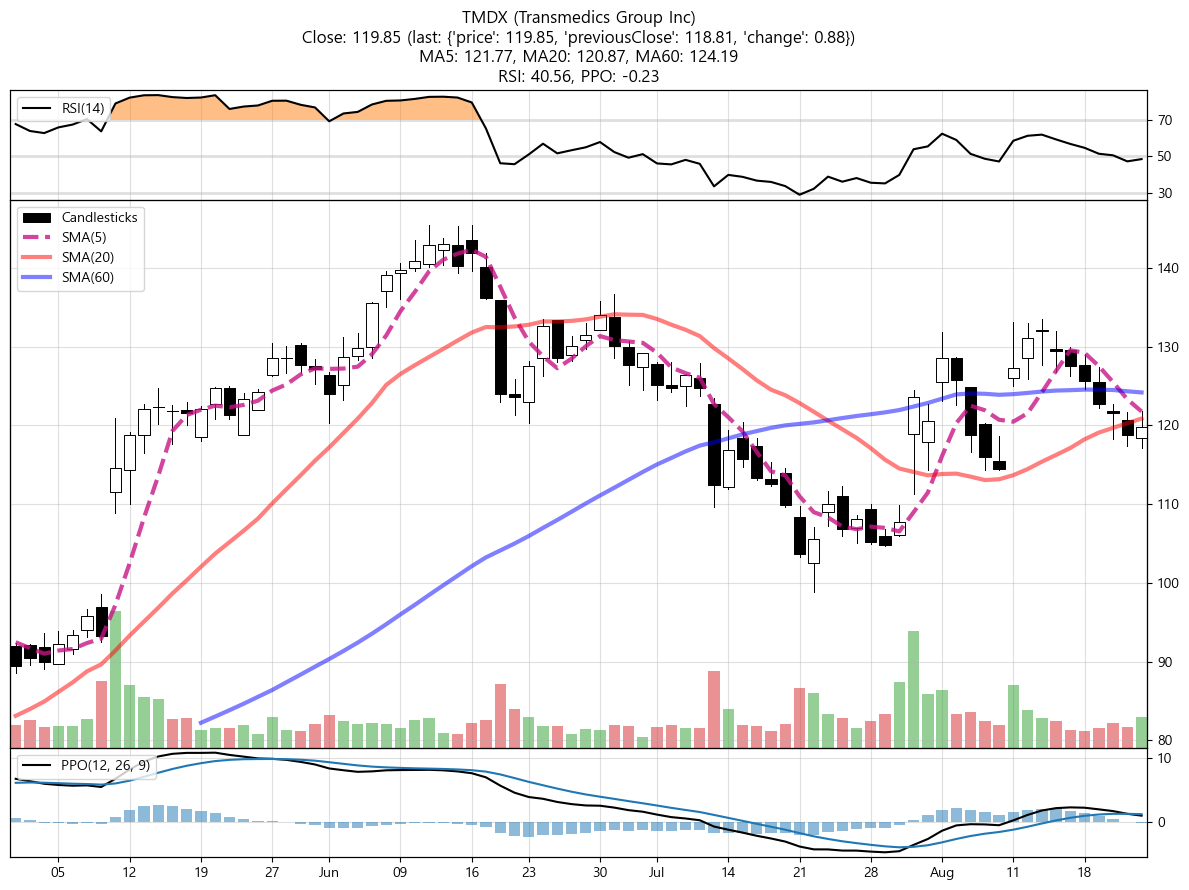 TMDX (Transmedics Group Inc)
Close: 119.85 (last: {'price': 119.85, 'previousClose': 118.81, 'change': 0.88})
MA5: 121.77, MA20: 120.87, MA60: 124.19
RSI: 40.56, PPO: -0.23
RSI(14)
70
50
30
Candlesticks
SMA(5)
SMA(20)
SMA(60)
140
130
120
110
100
90
80
PPO(12, 26, 9)
10
0
05 12 19 27 Jun 09 16 23 30 Jul 14 21 28 Aug 11 18